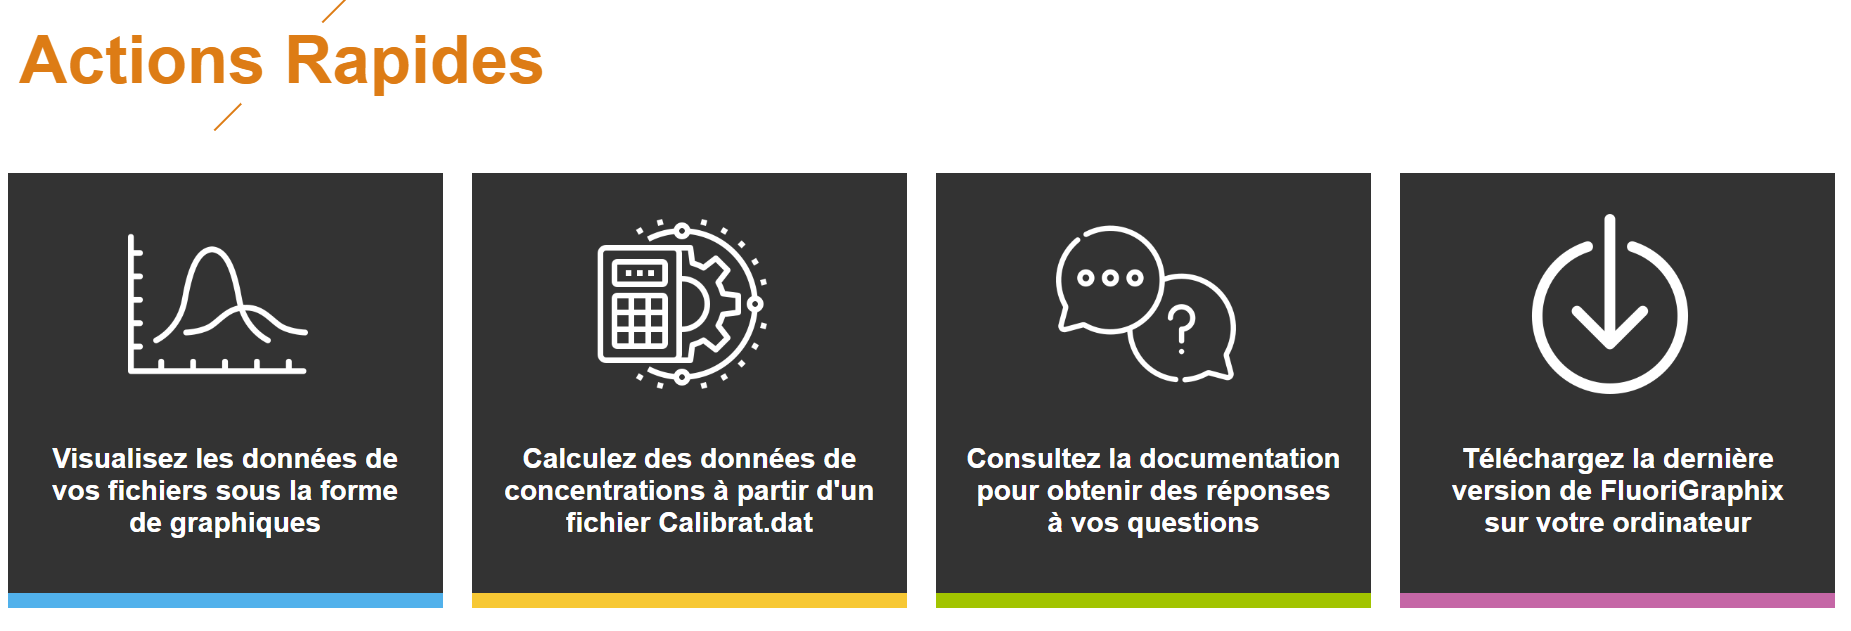 Actions Rapides
Visualisez les données de
vos fichiers sous la forme
de graphiques
Calculez des données de
concentrations à partir d'un
fichier Calibrat.dat
Consultez la documentation
pour obtenir des réponses
à vos questions
Téléchargez la dernière
version de FluoriGraphix
sur votre ordinateur